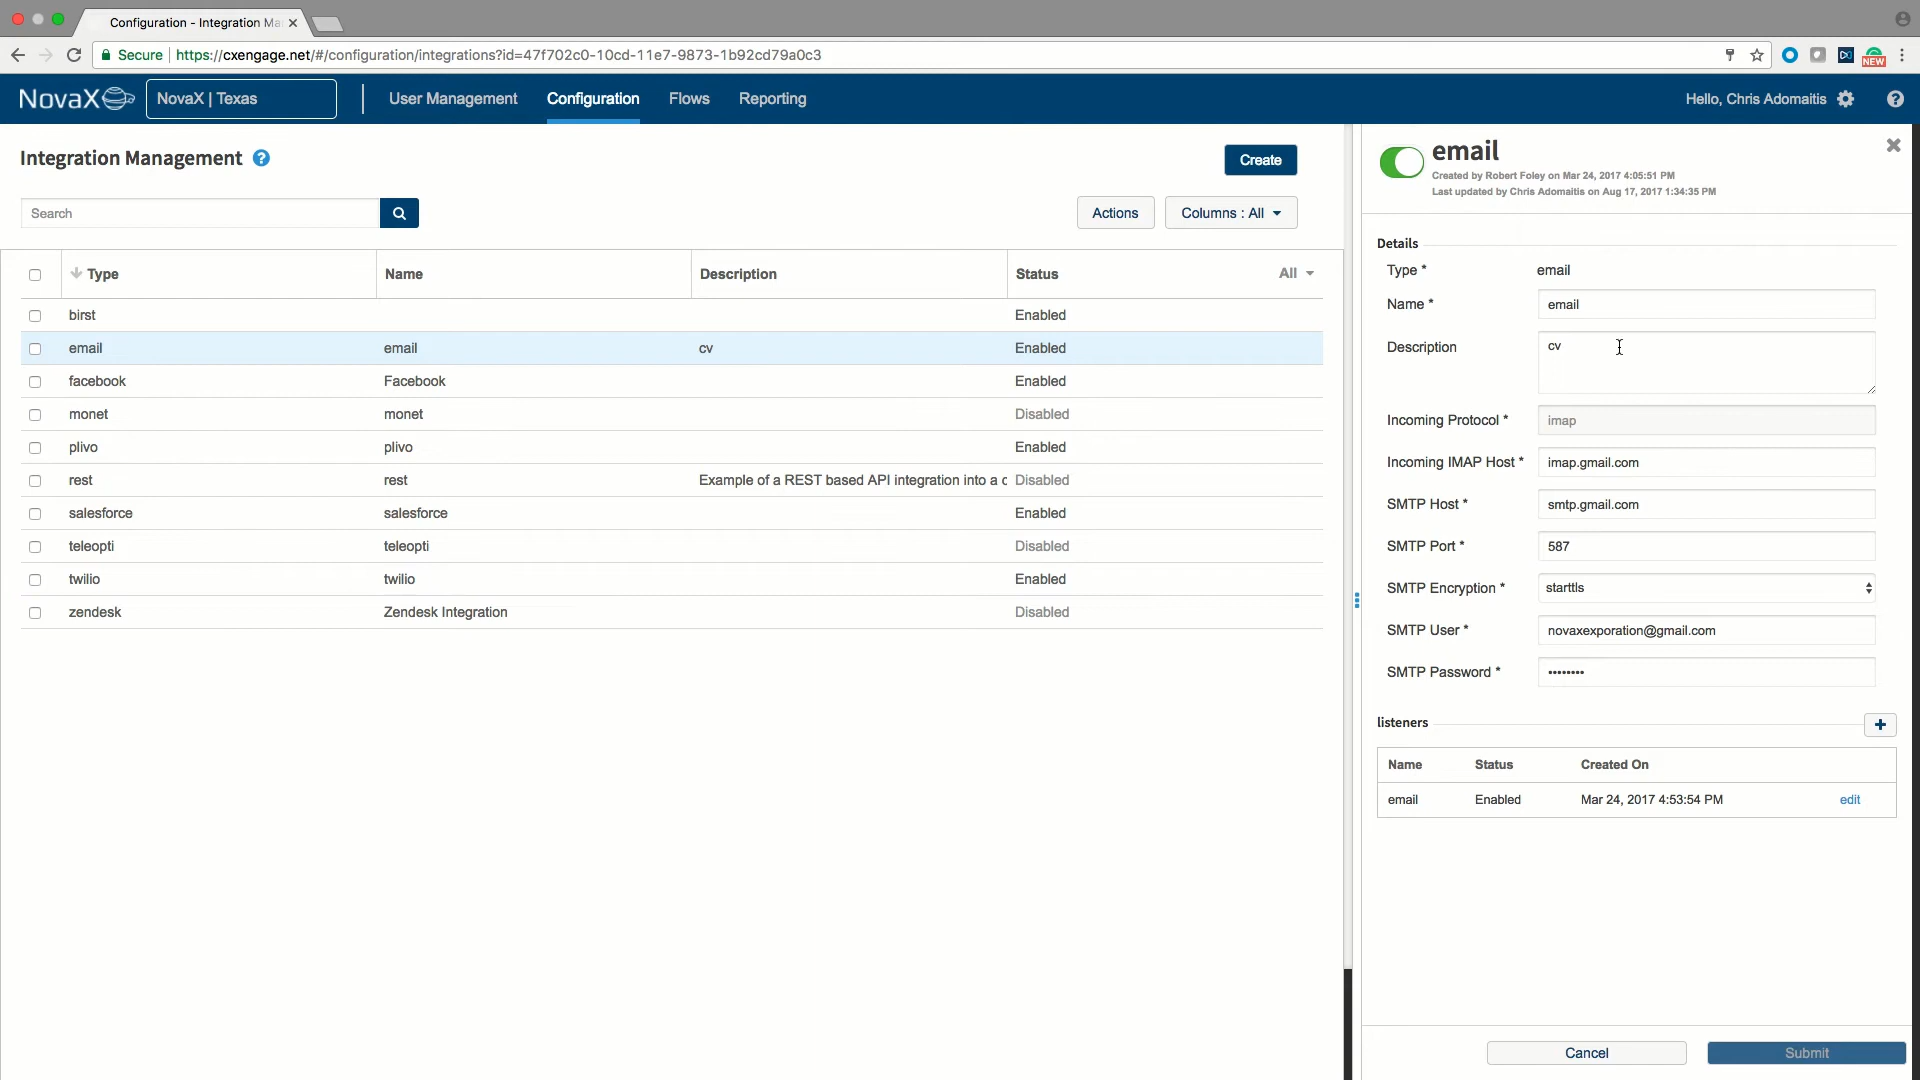 Configuration - Integration Ma
Secure https://cxengage.net/#/configuration/integrations?id=47f702c0-10cd-11e7-9873-1b92cd79a0c3
NEW
NovaX NovaX | Texas User Management Configuration Flows Reporting Hello, Chris Adomaitis
Integration Management ?
Create
Search
Actions Columns : All
Type Name Description Status All
birst Enabled
email email cv Enabled
facebook Facebook Enabled
monet monet Disabled
plivo plivo Enabled
rest rest Example of a REST based API integration into a c Disabled
salesforce salesforce Enabled
teleopti teleopti Disabled
twilio twilio Enabled
zendesk Zendesk Integration Disabled
email
Created by Robert Foley on Mar 24, 2017 4:05:51 PM
Last updated by Chris Adomaitis on Aug 17, 2017 1:34:35 PM
Details
Type * email
Name * email
Description cv
Incoming Protocol * imap
Incoming IMAP Host * imap.gmail.com
SMTP Host * smtp.gmail.com
SMTP Port * 587
SMTP Encryption * starttls
SMTP User * novaxexporation@gmail.com
SMTP Password * ••••••••
listeners
Name Status Created On
email Enabled Mar 24, 2017 4:53:54 PM edit
Cancel Submit